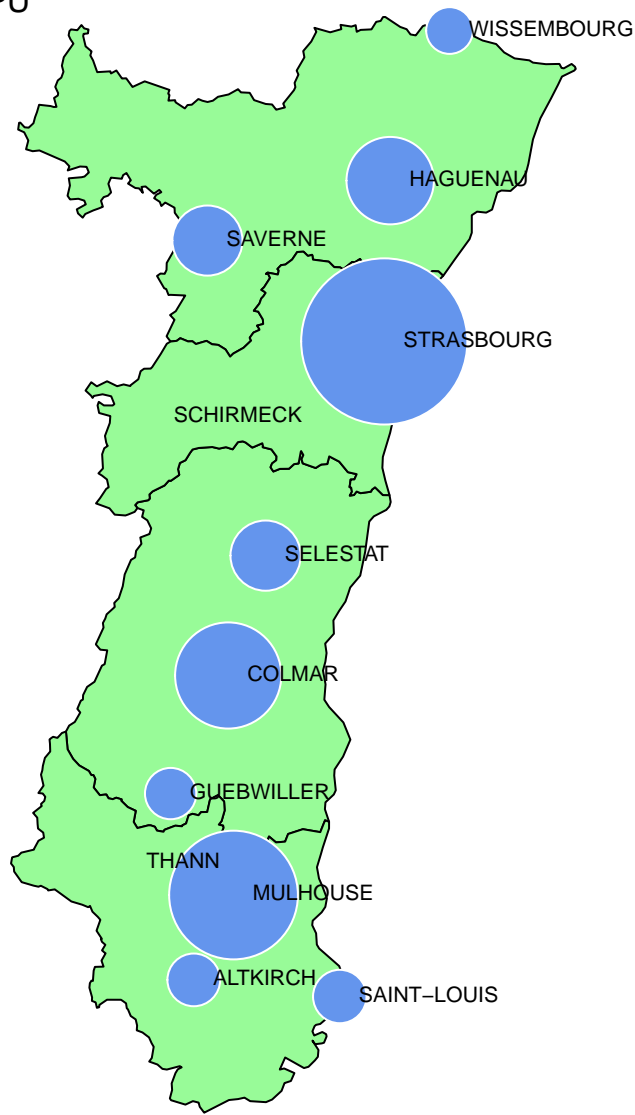 WISSEMBOURG
HAGUENAU
SAVERNE
STRASBOURG
SCHIRMECK
SELESTAT
COLMAR
GUEBWILLER
THANN
MULHOUSE
ALTKIRCH
SAINT−LOUIS